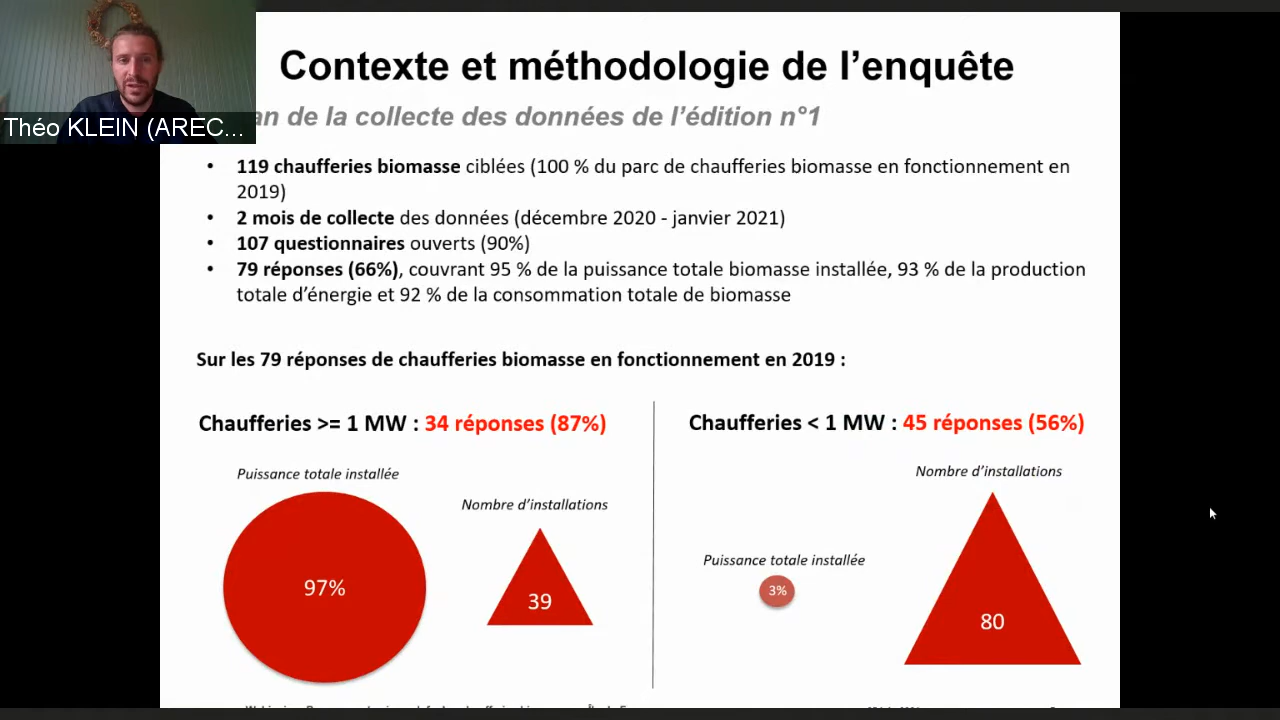 Contexte et méthodologie de l'enquête
de la collecte des données de l'édition n°1
Théo KLEIN (AREC...
• 119 chaufferies biomasse ciblées (100 % du parc de chaufferies biomasse en fonctionnement en
2019)
• 2 mois de collecte des données (décembre 2020 - janvier 2021)
• 107 questionnaires ouverts (90%)
• 79 réponses (66%), couvrant 95 % de la puissance totale biomasse installée, 93 % de la production
totale d'énergie et 92 % de la consommation totale de biomasse
Sur les 79 réponses de chaufferies biomasse en fonctionnement en 2019 :
Chaufferies >= 1 MW : 34 réponses (87%)
Puissance totale installée
97%
Nombre d'installations
39
Chaufferies < 1 MW : 45 réponses (56%)
Nombre d'installations
80
Puissance totale installée
3%